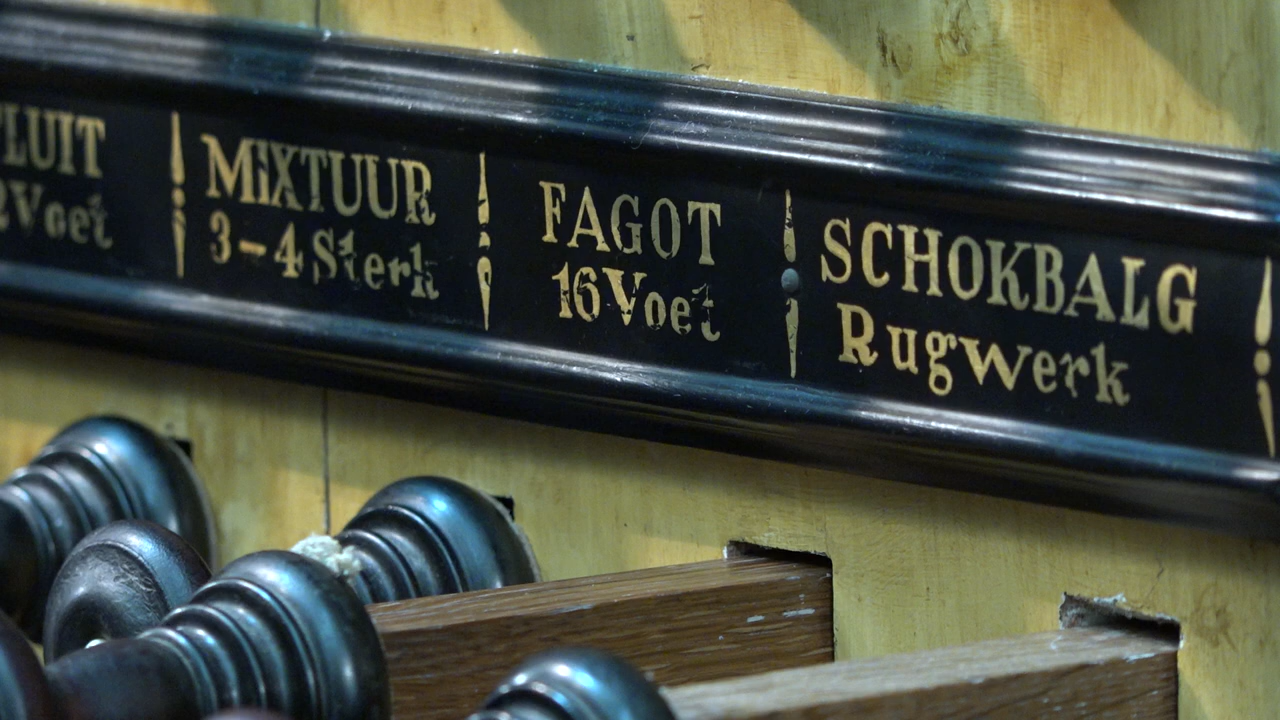 MIXTUUR
3-4 Sterk
FAGOT
16 Voet
SCHOKBALG
Rugwerk